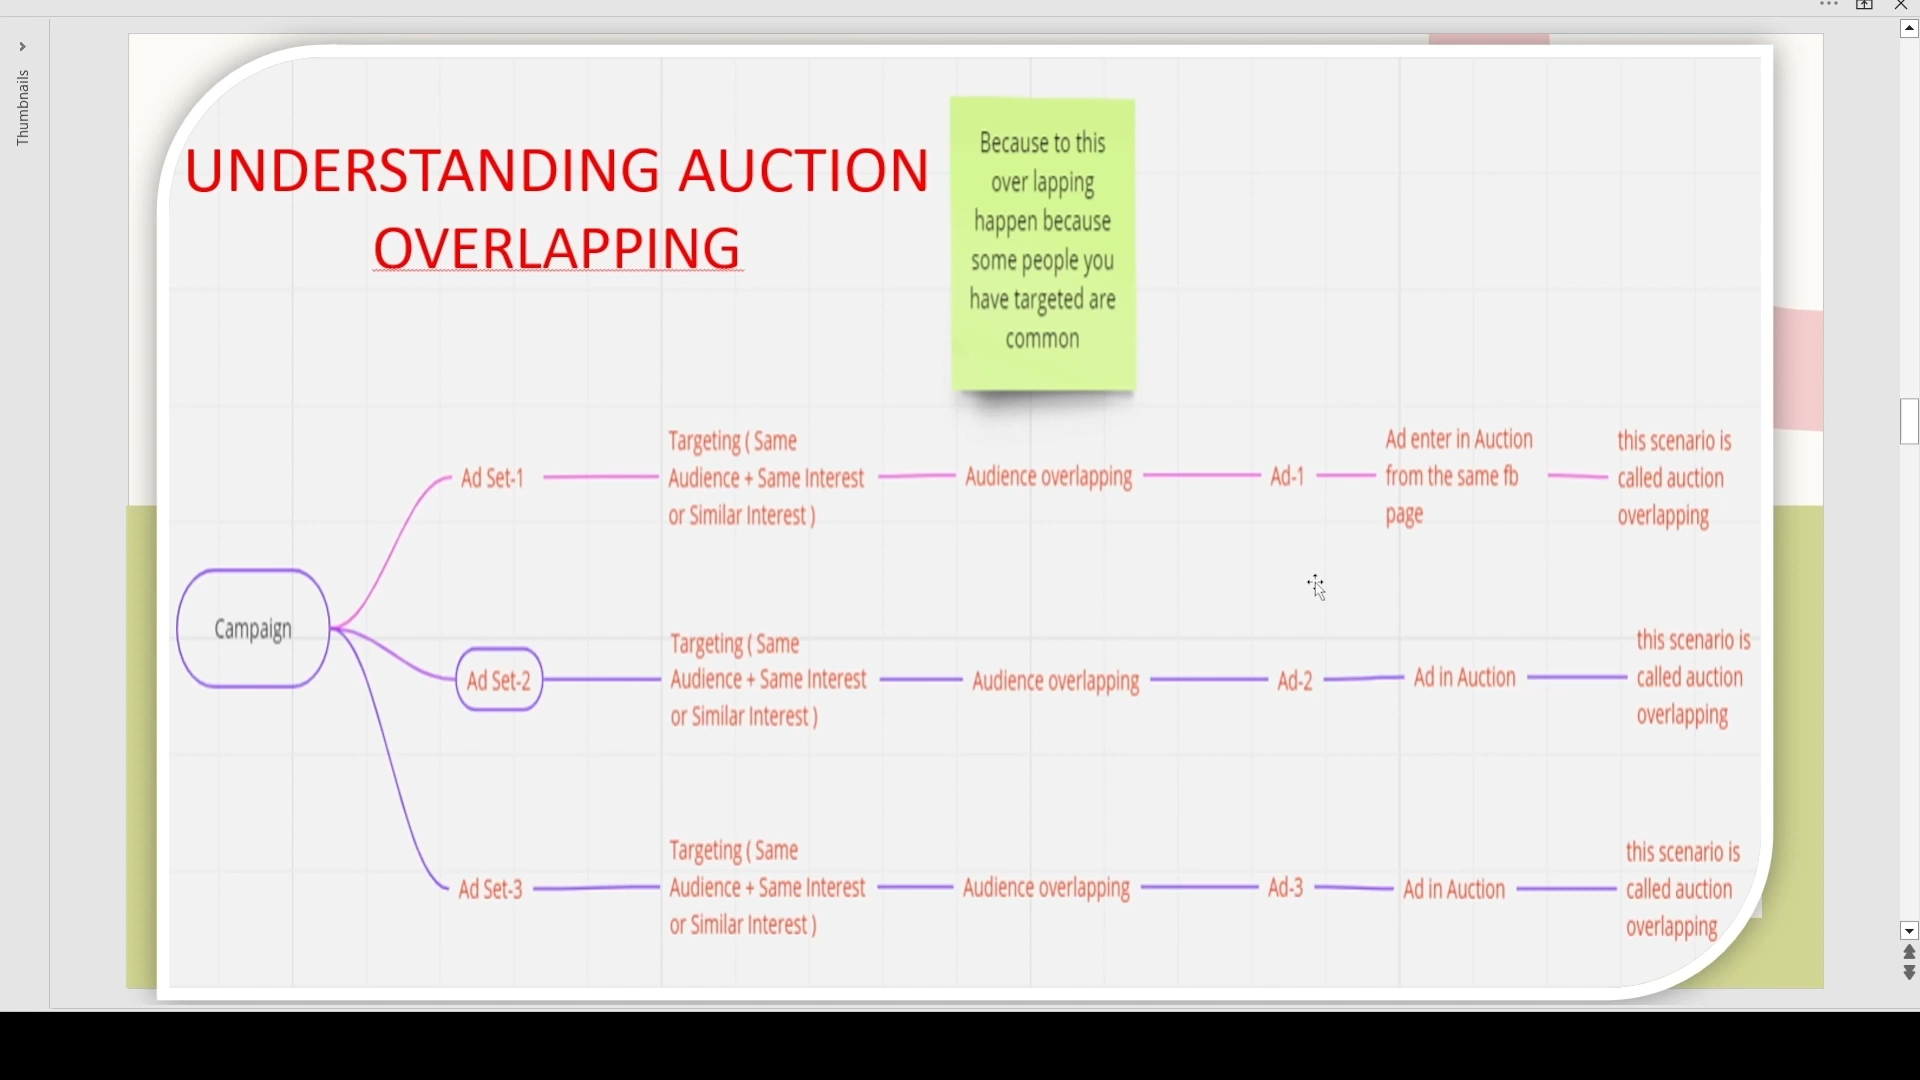 Thumbnails
UNDERSTANDING AUCTION
OVERLAPPING
Because to this
over lapping
happen because
some people you
have targeted are
common
Campaign
Ad Set-1
Targeting ( Same
Audience + Same Interest
or Similar Interest )
Audience overlapping
Ad-1
Ad enter in Auction
from the same fb
page
this scenario is
called auction
overlapping
Ad Set-2
Targeting ( Same
Audience + Same Interest
or Similar Interest )
Audience overlapping
Ad-2
Ad in Auction
this scenario is
called auction
overlapping
Ad Set-3
Targeting ( Same
Audience + Same Interest
or Similar Interest )
Audience overlapping
Ad-3
Ad in Auction
this scenario is
called auction
overlapping